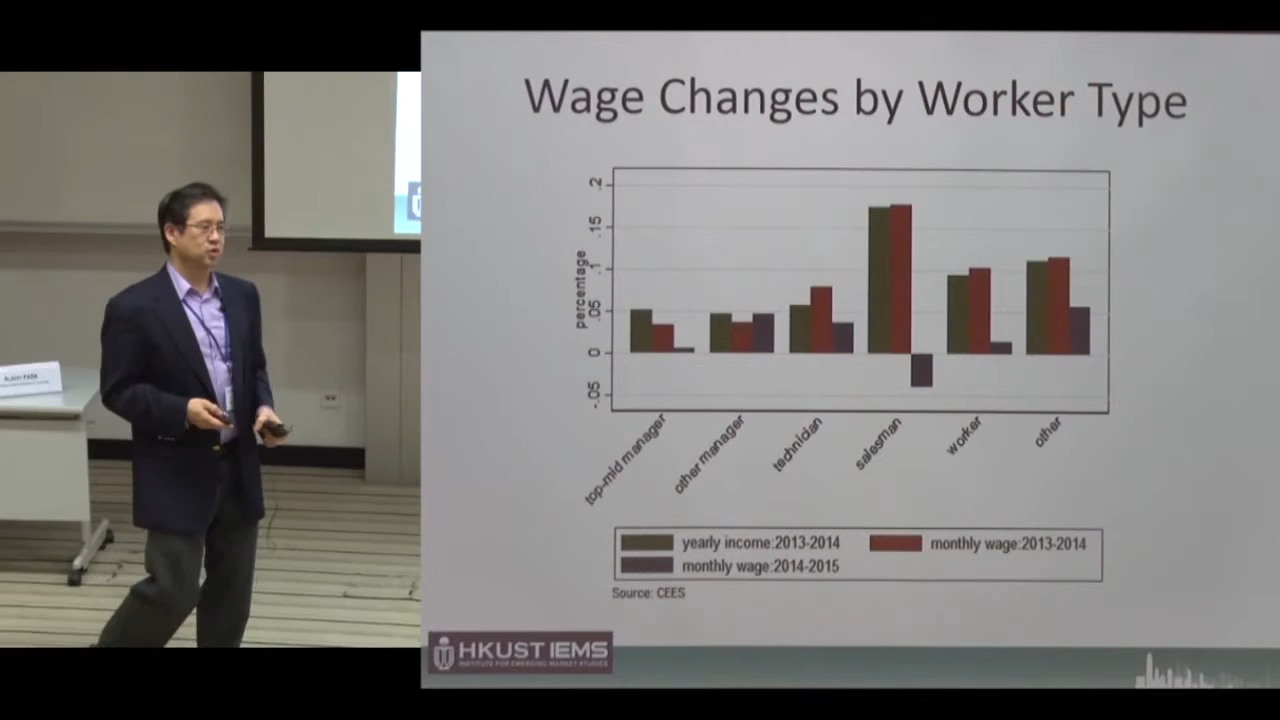 Wage Changes by Worker Type
percentage
.2
.15
.1
.05
0
-.05
top-mid manager
other manager
technician
salesman
worker
other
yearly income:2013-2014
monthly wage:2013-2014
monthly wage:2014-2015
Source: CEES
HKUST IEMS
INSTITUTE FOR EMERGING MARKET STUDIES
Albert PARK